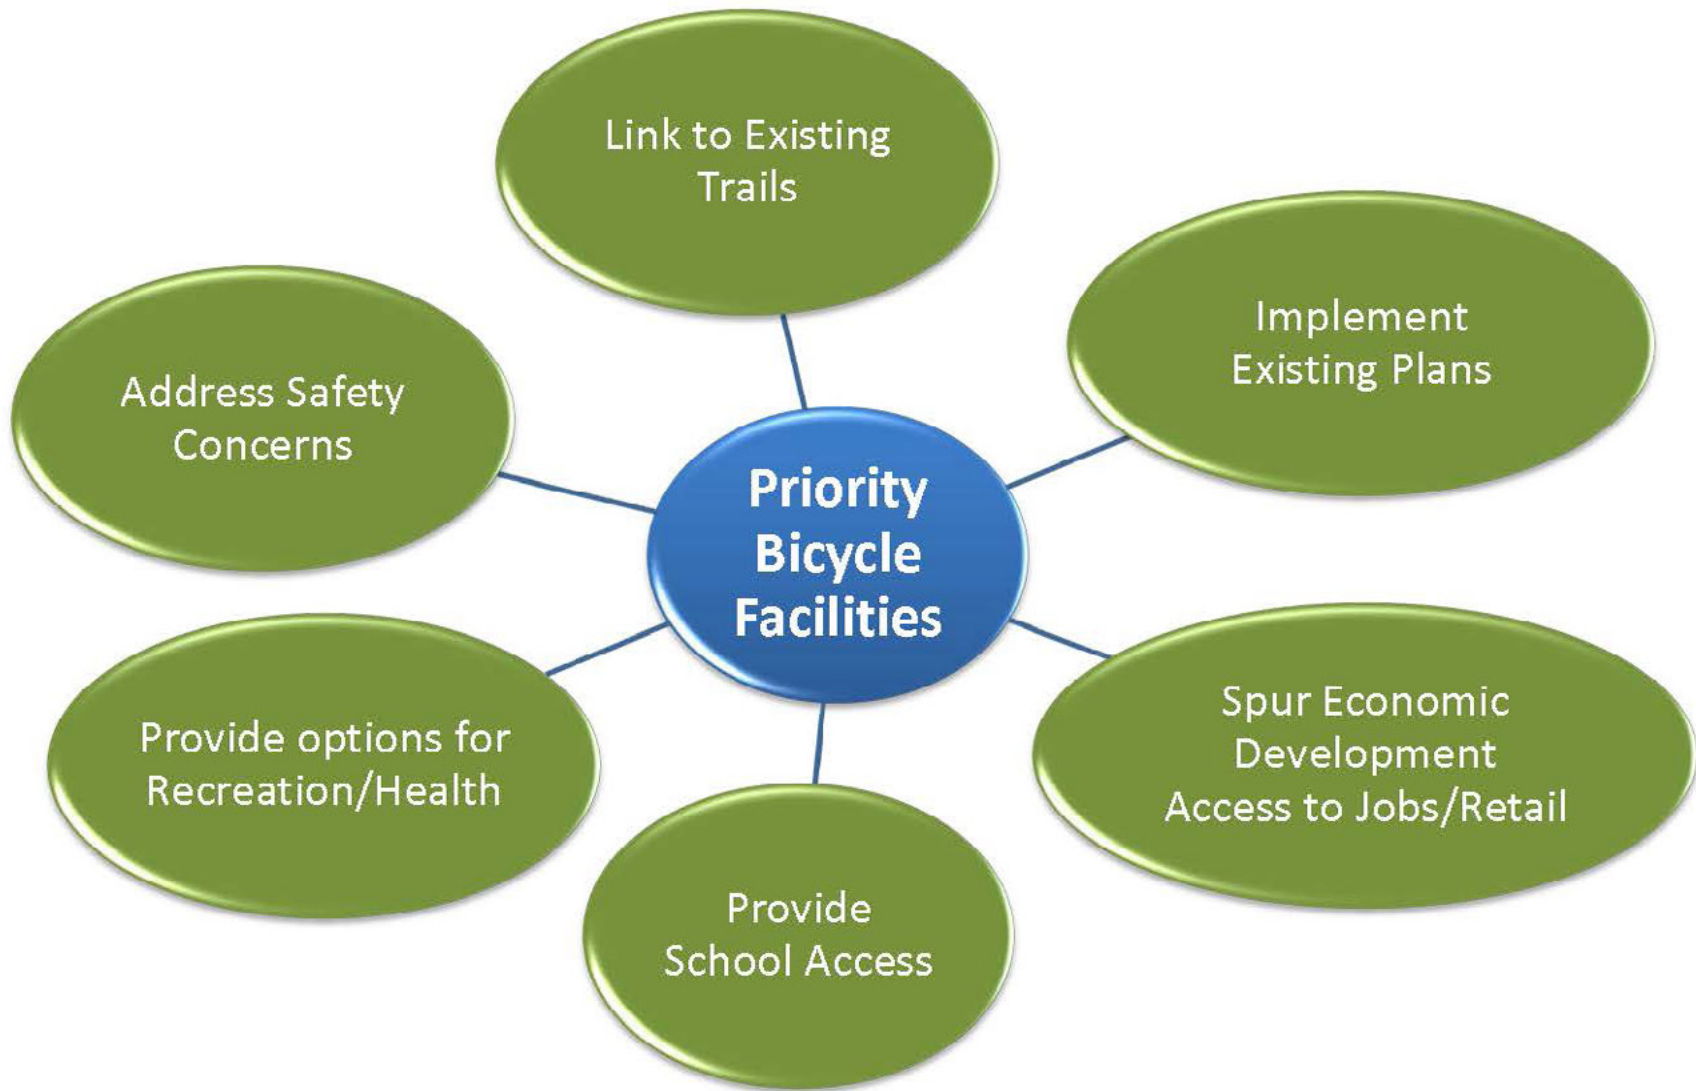 Link to Existing
Trails
Implement
Existing Plans
Address Safety
Concerns
Priority
Bicycle
Facilities
Spur Economic
Development
Access to Jobs/Retail
Provide options for
Recreation/Health
Provide
School Access